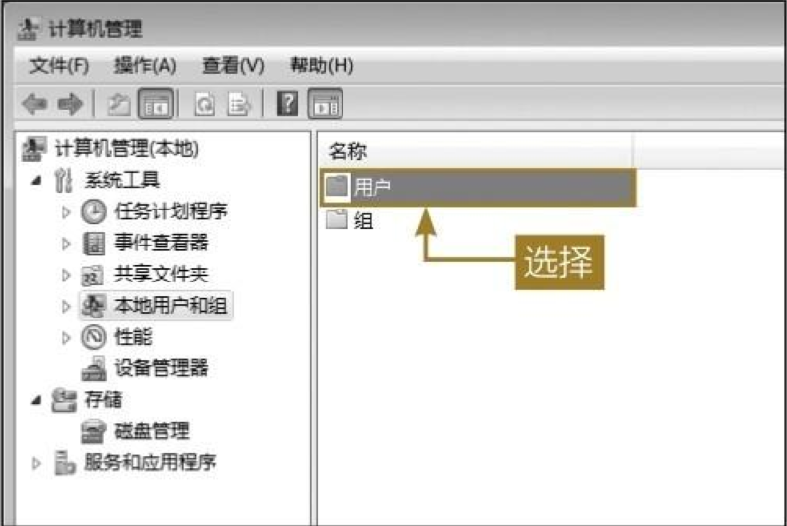 计算机管理
文件(F) 操作(A) 查看(V) 帮助(H)
计算机管理(本地)
系统工具
任务计划程序
事件查看器
共享文件夹
本地用户和组
性能
设备管理器
存储
磁盘管理
服务和应用程序
名称
用户
组
选择